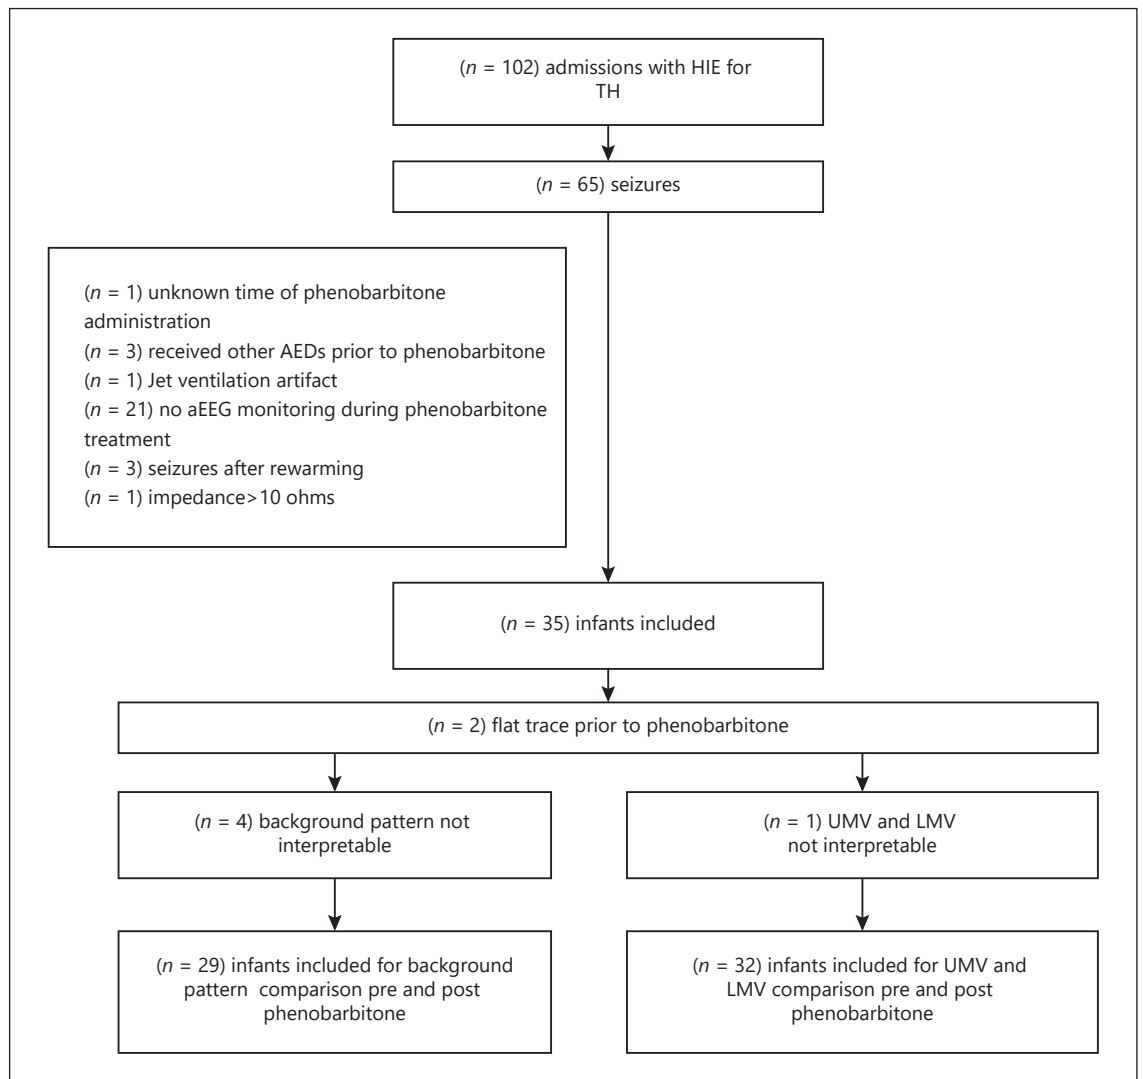 (n = 102) admissions with HIE for
TH
(n = 65) seizures
(n = 1) unknown time of phenobarbitone
administration
(n = 3) received other AEDs prior to phenobarbitone
(n = 1) Jet ventilation artifact
(n = 21) no aEEG monitoring during phenobarbitone
treatment
(n = 3) seizures after rewarming
(n = 1) impedance>10 ohms
(n = 35) infants included
(n = 2) flat trace prior to phenobarbitone
(n = 4) background pattern not
interpretable
(n = 1) UMV and LMV
not interpretable
(n = 29) infants included for background
pattern comparison pre and post
phenobarbitone
(n = 32) infants included for UMV and
LMV comparison pre and post
phenobarbitone